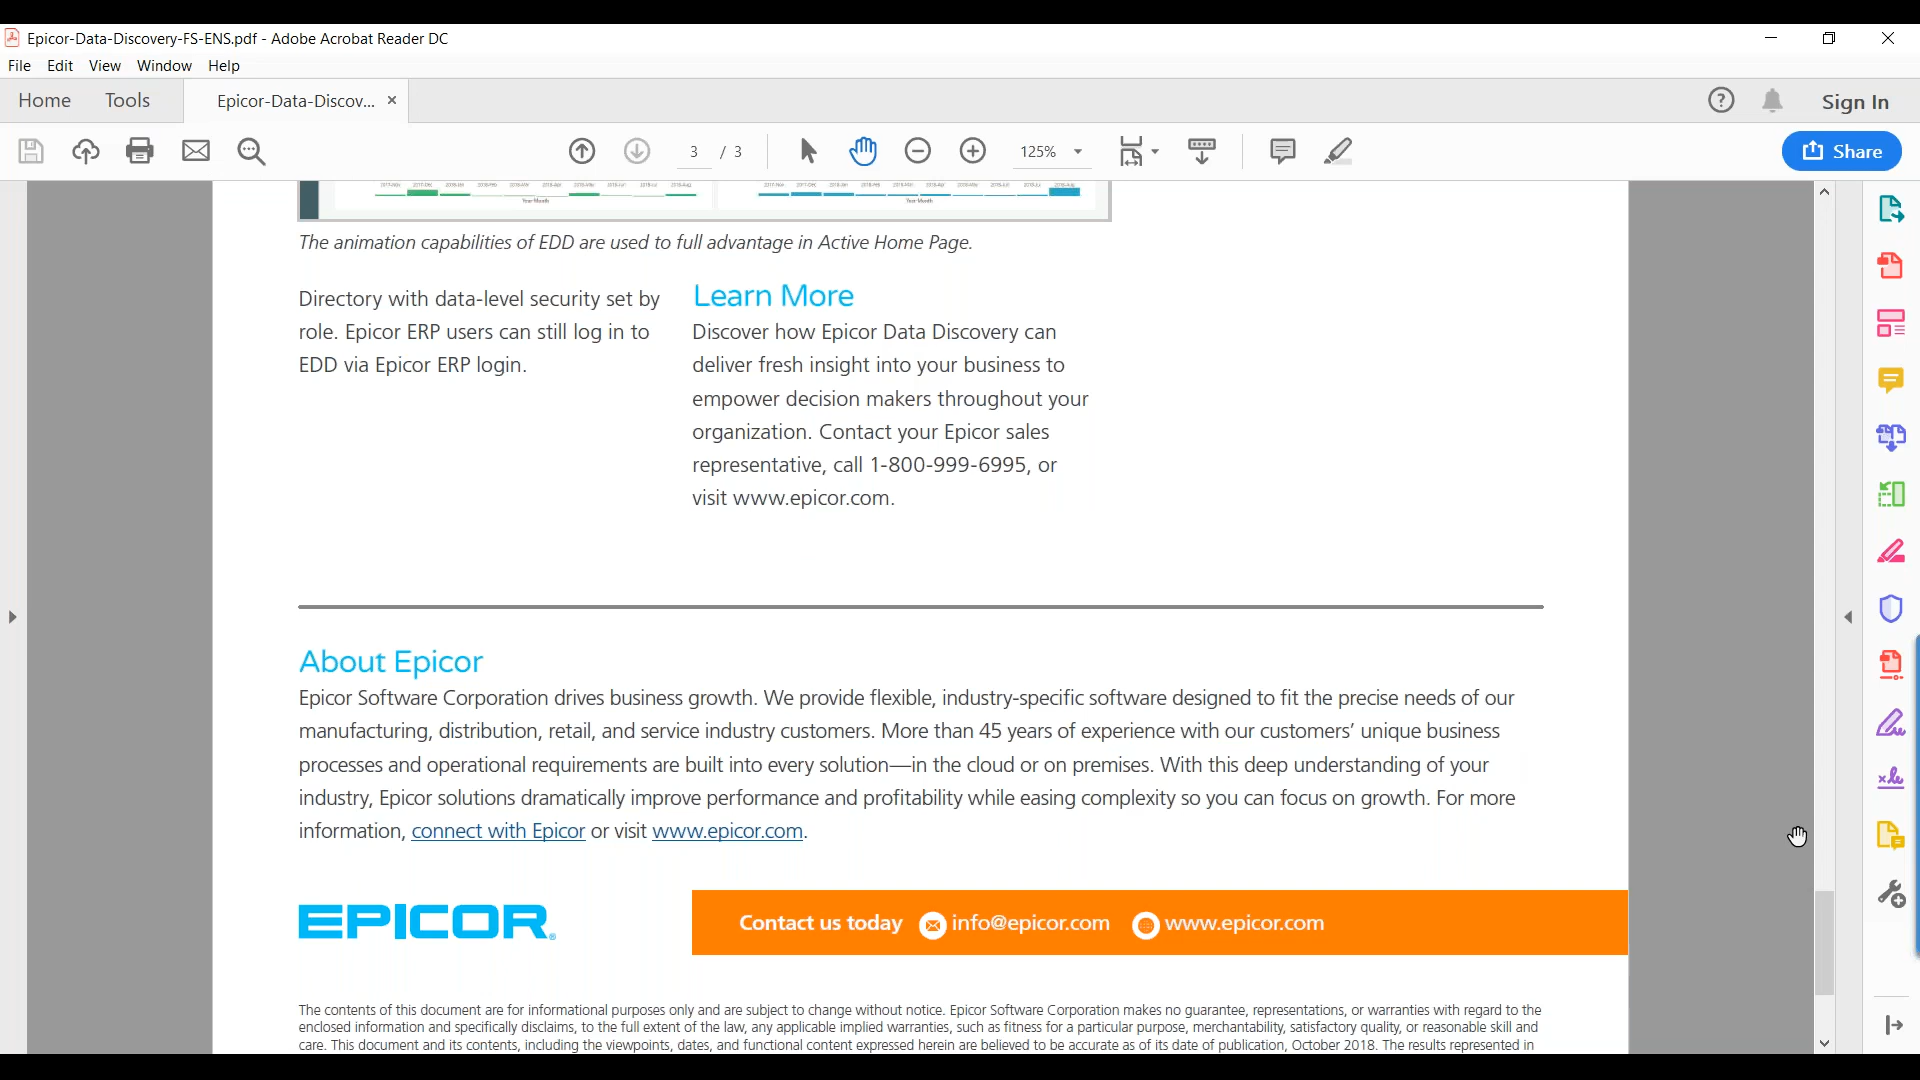 Epicor-Data-Discovery-FS-ENS.pdf - Adobe Acrobat Reader DC
File Edit View Window Help
Home Tools Epicor-Data-Discov... Sign In
3 / 3 125% Share
Year-Month Year-Month
The animation capabilities of EDD are used to full advantage in Active Home Page.
Directory with data-level security set by
role. Epicor ERP users can still log in to
EDD via Epicor ERP login.
Learn More
Discover how Epicor Data Discovery can
deliver fresh insight into your business to
empower decision makers throughout your
organization. Contact your Epicor sales
representative, call 1-800-999-6995, or
visit www.epicor.com.
About Epicor
Epicor Software Corporation drives business growth. We provide flexible, industry-specific software designed to fit the precise needs of our
manufacturing, distribution, retail, and service industry customers. More than 45 years of experience with our customers’ unique business
processes and operational requirements are built into every solution—in the cloud or on premises. With this deep understanding of your
industry, Epicor solutions dramatically improve performance and profitability while easing complexity so you can focus on growth. For more
information, connect with Epicor or visit www.epicor.com.
EPICOR®
Contact us today info@epicor.com www.epicor.com
The contents of this document are for informational purposes only and are subject to change without notice. Epicor Software Corporation makes no guarantee, representations, or warranties with regard to the
enclosed information and specifically disclaims, to the full extent of the law, any applicable implied warranties, such as fitness for a particular purpose, merchantability, satisfactory quality, or reasonable skill and
care. This document and its contents, including the viewpoints, dates, and functional content expressed herein are believed to be accurate as of its date of publication, October 2018. The results represented in